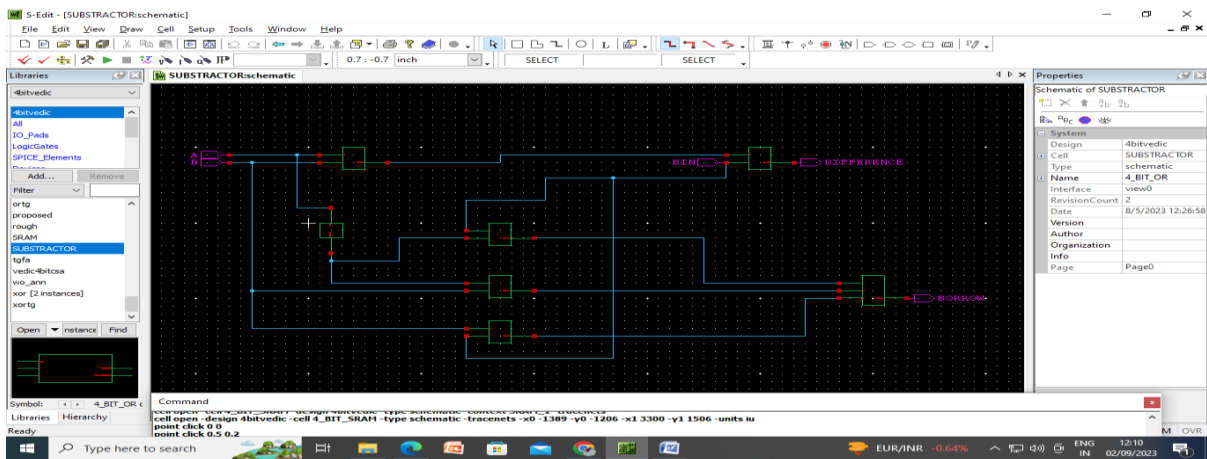 S-Edit - [SUBSTRACTOR:schematic]
File Edit View Draw Cell Setup Tools Window Help
0.7 : -0.7 inch SELECT SELECT
Libraries
SUBSTRACTOR:schematic
Properties
4bitvedic
4bitvedic
All
IO_Pads
LogicGates
SPICE_Elements
Devices
Add... Remove
Filter
ortg
proposed
rough
SRAM
SUBSTRACTOR
tgfa
vedic4bitcsa
wo_ann
xor [2 instances]
xortg
Open nstance Find
Symbol: 4_BIT_OR
Libraries Hierarchy
Ready
A
B
BIN
DIFFERENCE
BORROW
Schematic of SUBSTRACTOR
System
Design 4bitvedic
Cell SUBSTRACTOR
Type schematic
Name 4_BIT_OR
Interface view0
RevisionCount 2
Date 8/5/2023 12:26:58
Version
Author
Organization
Info
Page Page0
Command
cell open -design 4bitvedic -cell 4_BIT_SRAM -type schematic -tracenets -x0 -1389 -y0 -1206 -x1 3300 -y1 1506 -units iu
point click 0 0
point click 0.5 0.2
M OVR
Type here to search
EUR/INR -0.64%
ENG
IN
12:10
02/09/2023